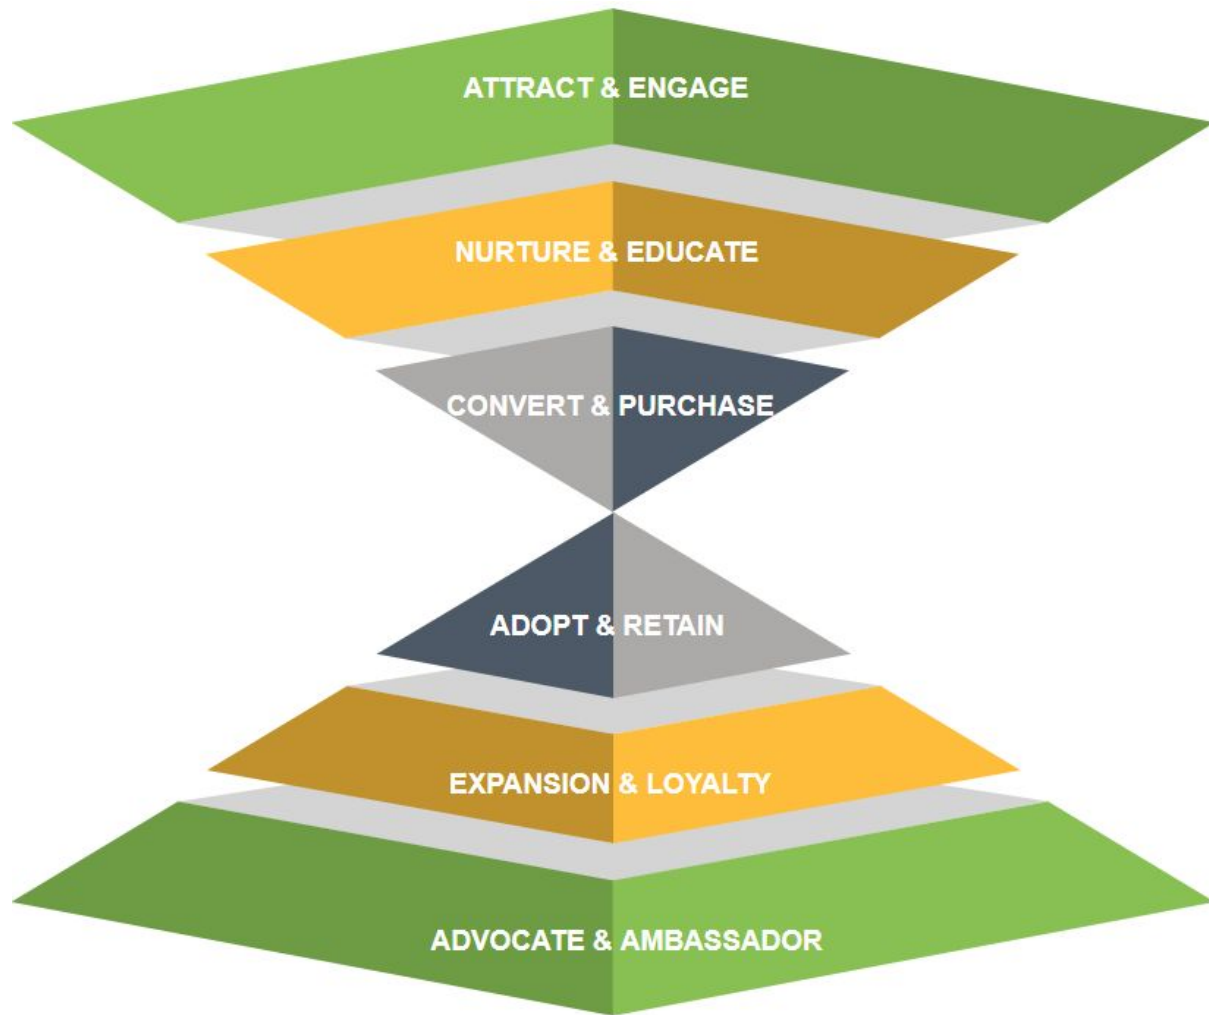 ATTRACT & ENGAGE
NURTURE & EDUCATE
CONVERT & PURCHASE
ADOPT & RETAIN
EXPANSION & LOYALTY
ADVOCATE & AMBASSADOR